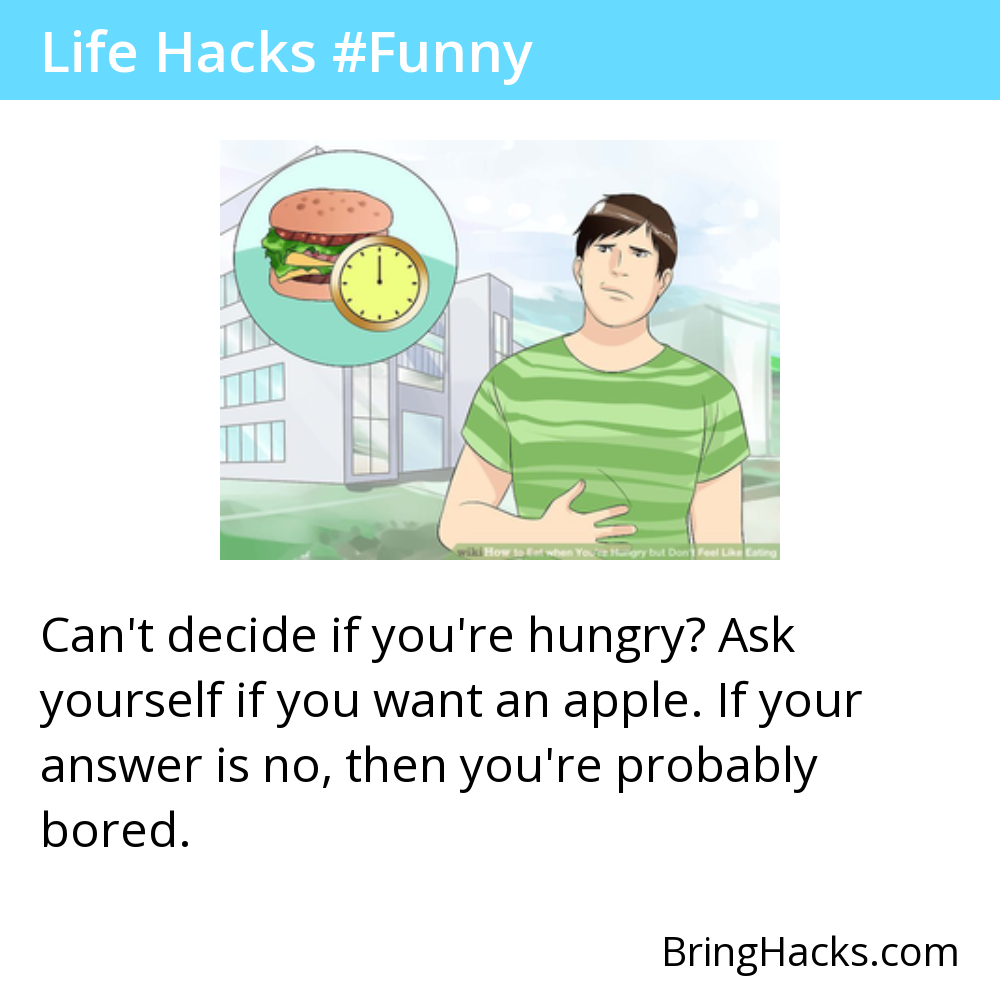 Life Hacks #Funny
wikiHow to Eat when You're Hungry but Don't Feel Like Eating
Can't decide if you're hungry? Ask
yourself if you want an apple. If your
answer is no, then you're probably
bored.
BringHacks.com